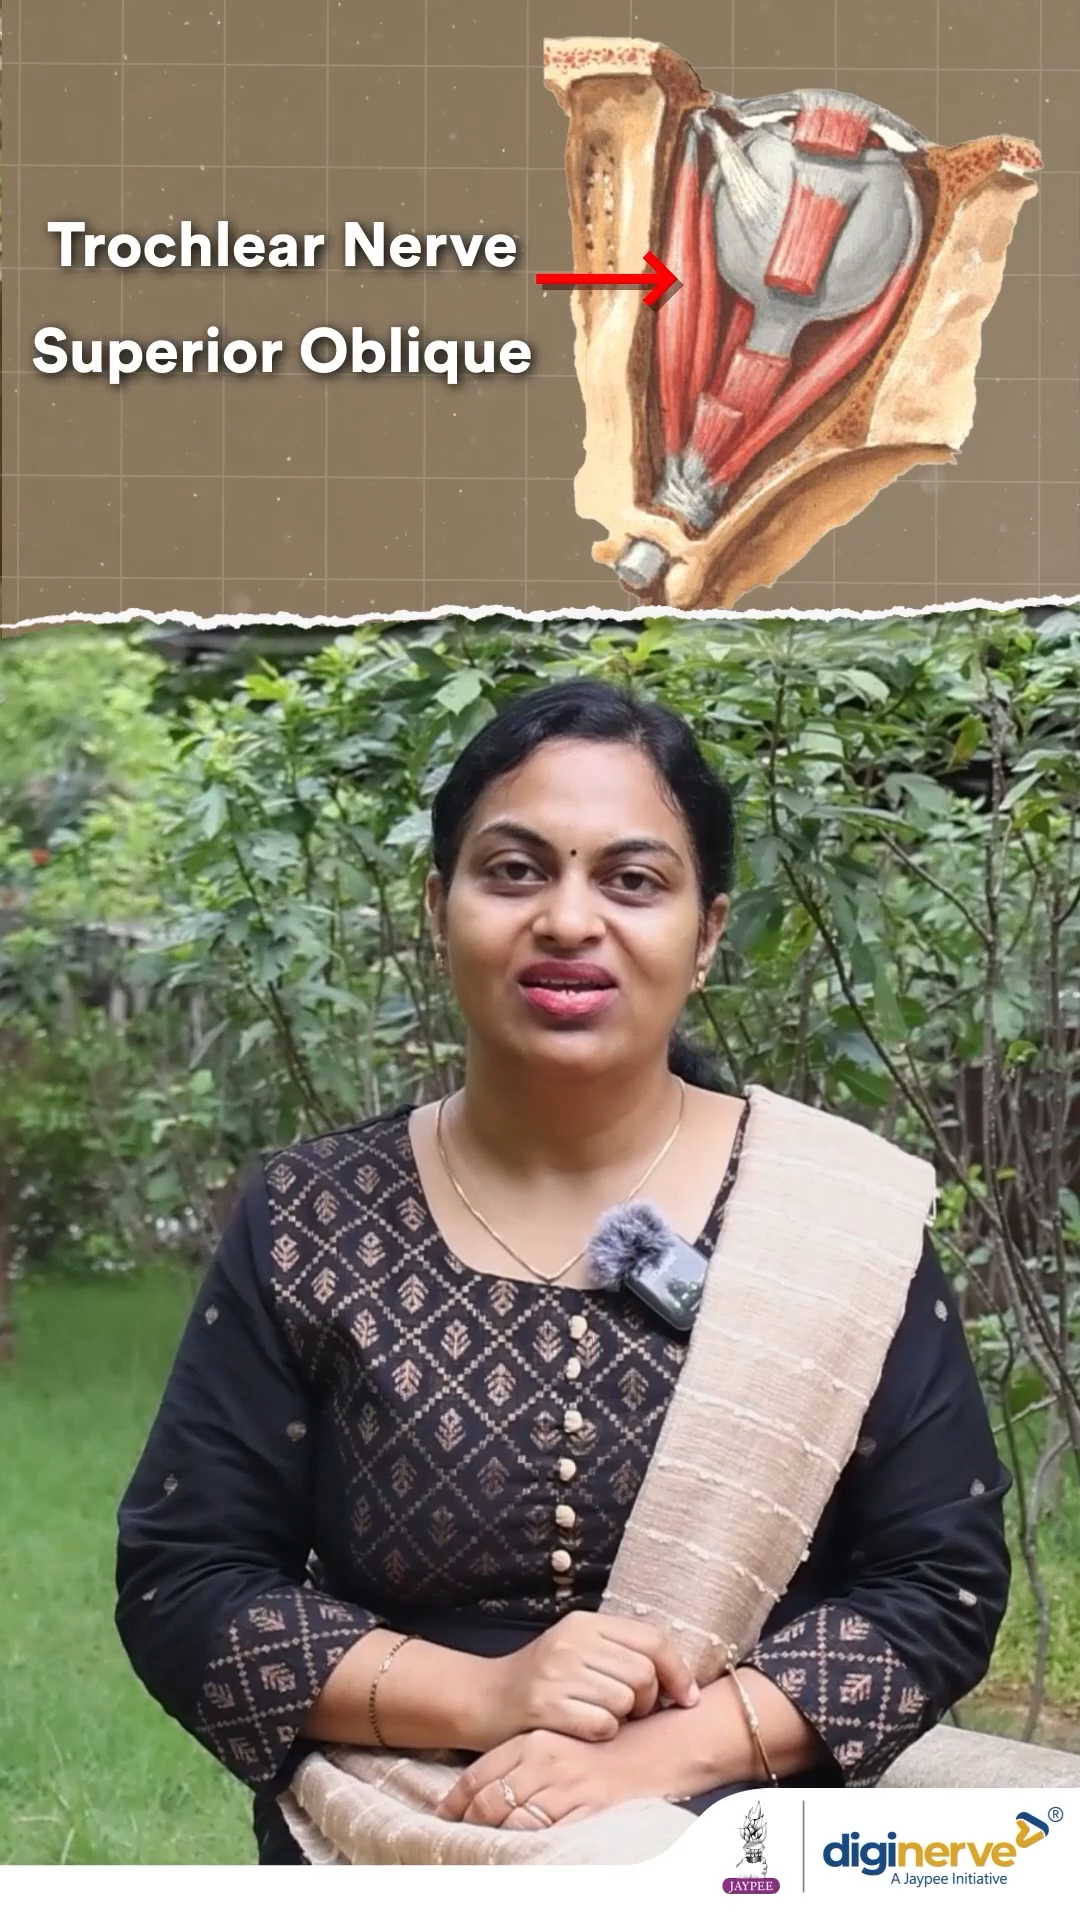 Trochlear Nerve
Superior Oblique
JAYPEE
diginerve®
A Jaypee Initiative